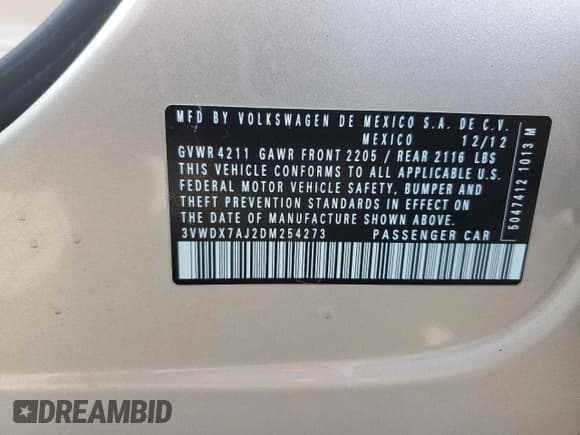 MFD BY VOLKSWAGEN DE MEXICO S.A. DE C.V.
MEXICO 12/12
GVWR 4211 GAWR FRONT 2205 / REAR 2116 LBS
THIS VEHICLE CONFORMS TO ALL APPLICABLE U.S.
FEDERAL MOTOR VEHICLE SAFETY, BUMPER AND
THEFT PREVENTION STANDARDS IN EFFECT ON
THE DATE OF MANUFACTURE SHOWN ABOVE.
3VWDX7AJ2DM254273 PASSENGER CAR
5047412 1013 M
DREAMBID